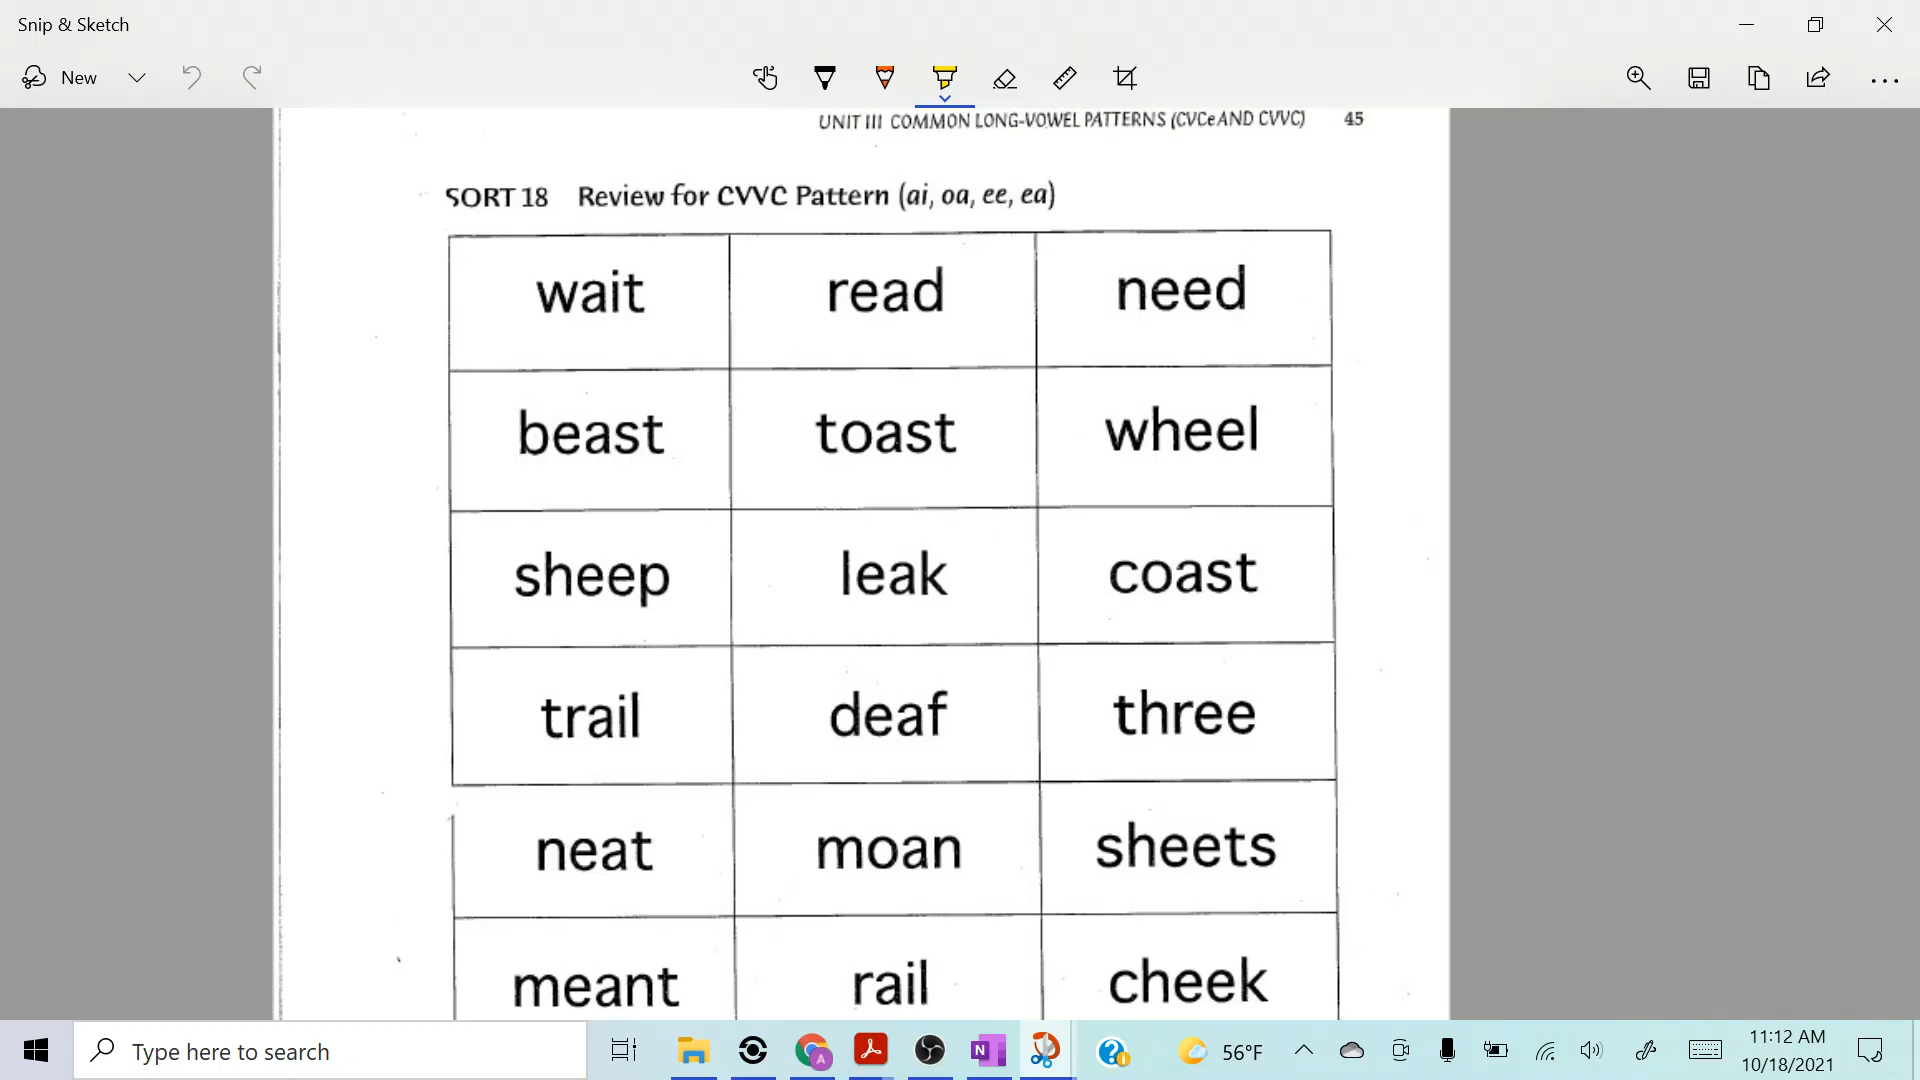 Snip & Sketch
New
UNIT III COMMON LONG-VOWEL PATTERNS (CVCe AND CVVC) 45
SORT 18 Review for CVVC Pattern (ai, oa, ee, ea)
wait read need
beast toast wheel
sheep leak coast
trail deaf three
neat moan sheets
meant rail cheek
Type here to search
A
N
56°F
11:12 AM
10/18/2021